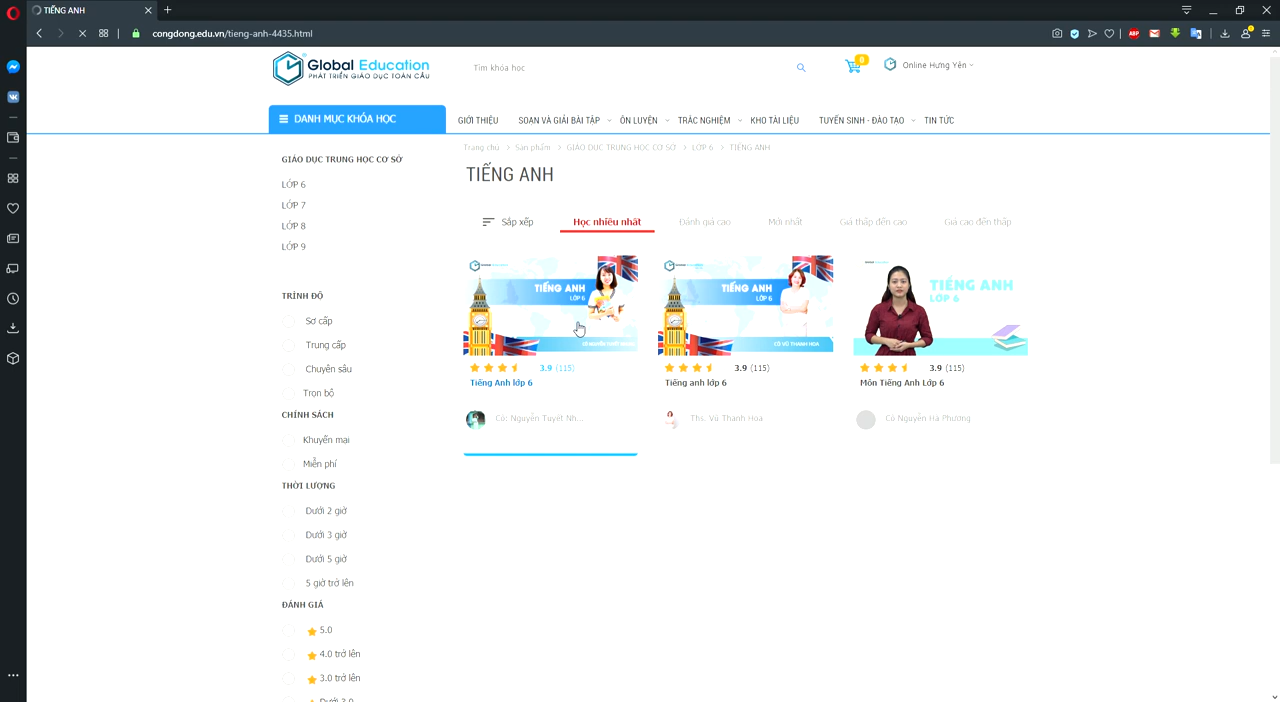 TIẾNG ANH
congdong.edu.vn/tieng-anh-4435.html
ABP
Global Education
PHÁT TRIỂN GIÁO DỤC TOÀN CẦU
Tìm khóa học
0
Online Hưng Yên
DANH MỤC KHÓA HỌC
GIỚI THIỆU
SOẠN VÀ GIẢI BÀI TẬP
ÔN LUYỆN
TRẮC NGHIỆM
KHO TÀI LIỆU
TUYỂN SINH - ĐÀO TẠO
TIN TỨC
Trang chủ > Sản phẩm > GIÁO DỤC TRUNG HỌC CƠ SỞ > LỚP 6 > TIẾNG ANH
TIẾNG ANH
GIÁO DỤC TRUNG HỌC CƠ SỞ
LỚP 6
LỚP 7
LỚP 8
LỚP 9
TRÌNH ĐỘ
Sơ cấp
Trung cấp
Chuyên sâu
Trọn bộ
CHÍNH SÁCH
Khuyến mại
Miễn phí
THỜI LƯỢNG
Dưới 2 giờ
Dưới 3 giờ
Dưới 5 giờ
5 giờ trở lên
ĐÁNH GIÁ
5.0
4.0 trở lên
3.0 trở lên
Dưới 3.0
Sắp xếp
Học nhiều nhất
Đánh giá cao
Mới nhất
Giá thấp đến cao
Giá cao đến thấp
TIẾNG ANH
LỚP 6
3.9 (115)
Tiếng Anh lớp 6
Cô: Nguyễn Tuyết Nh...
TIẾNG ANH
LỚP 6
CÔ VŨ THANH HOA
3.9 (115)
Tiếng anh lớp 6
Ths. Vũ Thanh Hoa
TIẾNG ANH
LỚP 6
3.9 (115)
Môn Tiếng Anh Lớp 6
Cô Nguyễn Hà Phương